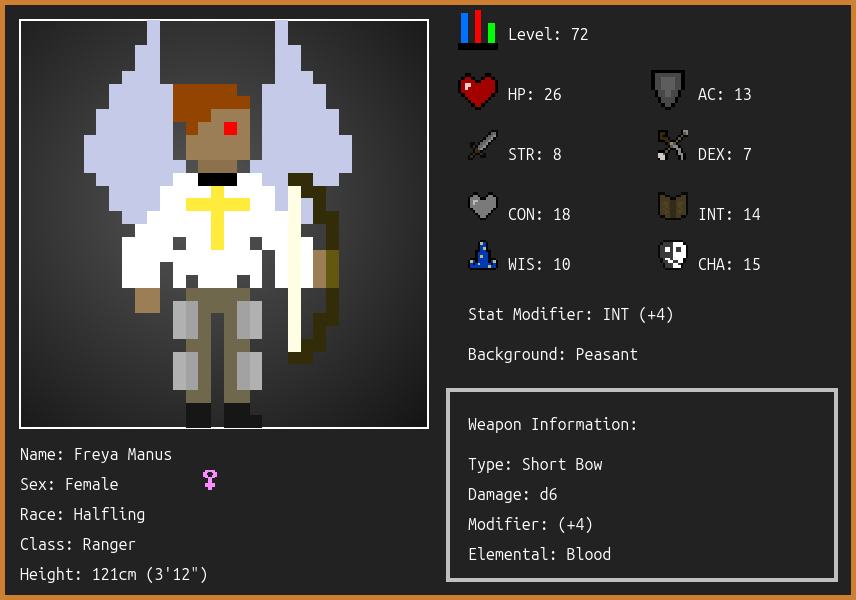 Level: 72
HP: 26
AC: 13
STR: 8
DEX: 7
CON: 18
INT: 14
WIS: 10
CHA: 15
Stat Modifier: INT (+4)
Background: Peasant
Weapon Information:
Type: Short Bow
Damage: d6
Modifier: (+4)
Elemental: Blood
Name: Freya Manus
Sex: Female
Race: Halfling
Class: Ranger
Height: 121cm (3'12")